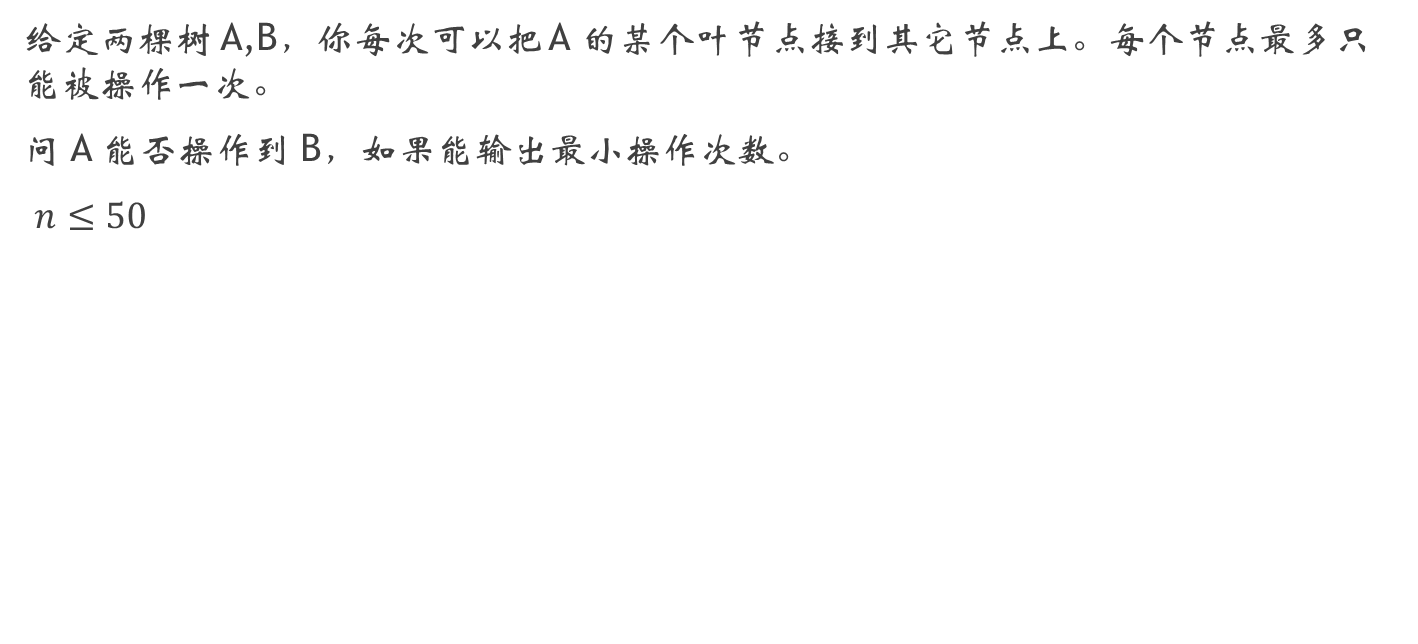 给定两棵树 A,B，你每次可以把A 的某个叶节点接到其它节点上。每个节点最多只
能被操作一次。
问 A 能否操作到 B，如果能输出最小操作次数。
n ≤ 50